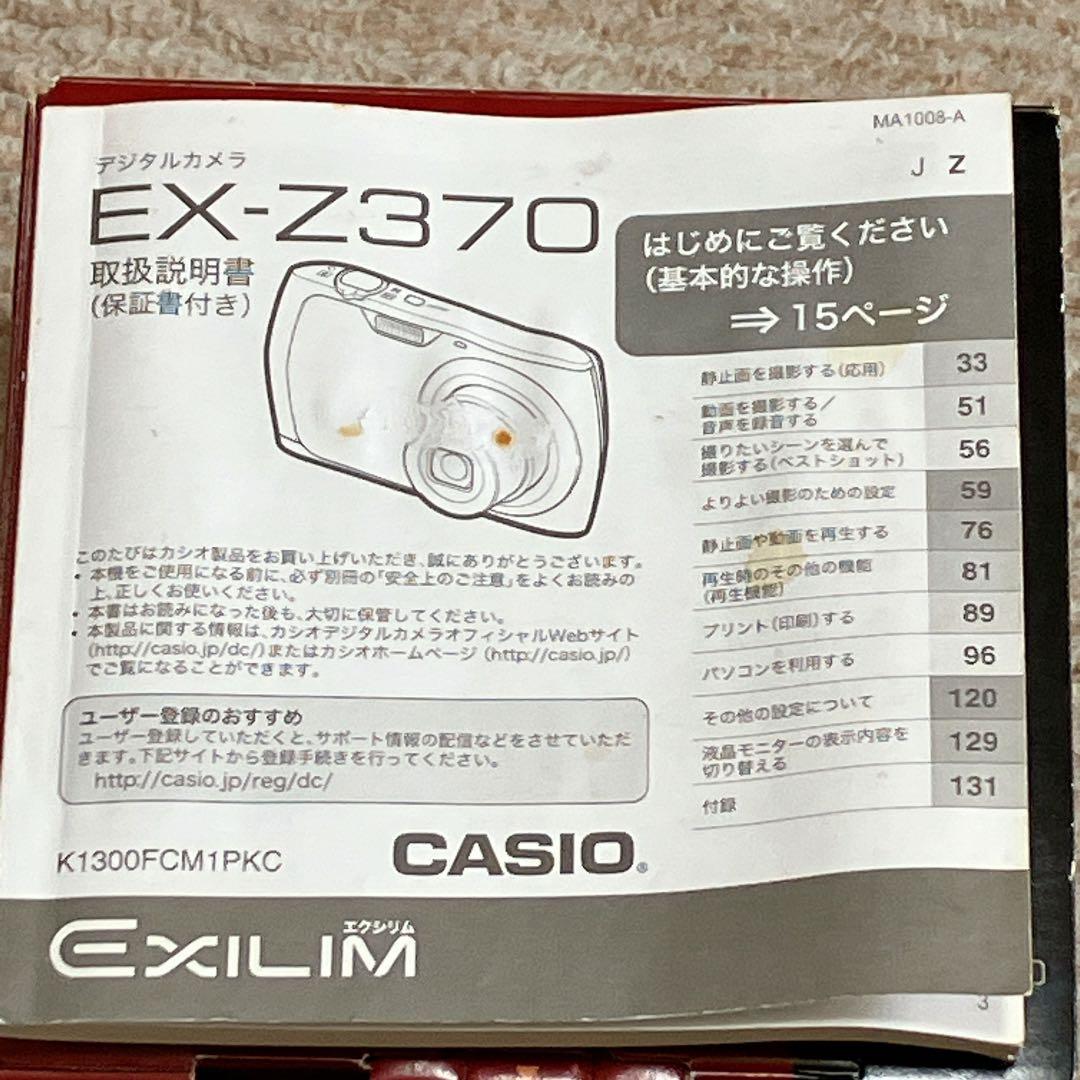 MA1008-A
J Z
デジタルカメラ
EX-Z370
取扱説明書
(保証書付き)
はじめにご覧ください
(基本的な操作)
⇒ 15ページ
静止画を撮影する(応用) 33
動画を撮影する/
音声を録音する 51
撮りたいシーンを選んで
撮影する(ベストショット) 56
よりよい撮影のための設定 59
静止画や動画を再生する 76
再生時のその他の機能
(再生機能) 81
プリント(印刷)する 89
パソコンを利用する 96
その他の設定について 120
液晶モニターの表示内容を
切り替える 129
付録 131
このたびはカシオ製品をお買い上げいただき、誠にありがとうございます。
• 本機をご使用になる前に、必ず別冊の「安全上のご注意」をよくお読みの
上、正しくお使いください。
• 本書はお読みになった後も、大切に保管してください。
• 本製品に関する情報は、カシオデジタルカメラオフィシャルWebサイト
(http://casio.jp/dc/)またはカシオホームページ (http://casio.jp/)
でご覧になることができます。
ユーザー登録のおすすめ
ユーザー登録していただくと、サポート情報の配信などをさせていただ
きます。下記サイトから登録手続きを行ってください。
http://casio.jp/reg/dc/
K1300FCM1PKC
CASIO®
エクシリム
EXILIM
3